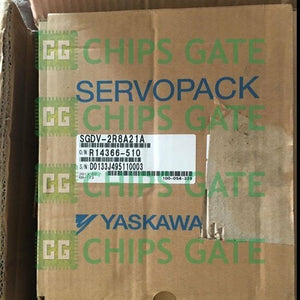 CHIPS GATE
SERVOPACK
CHIPS GATE
SGDV-2R8A21A
O.N. R14366-510
S.N. D0133J495110003
CHIPS GATE
YASKAWA
CHIPS GATE